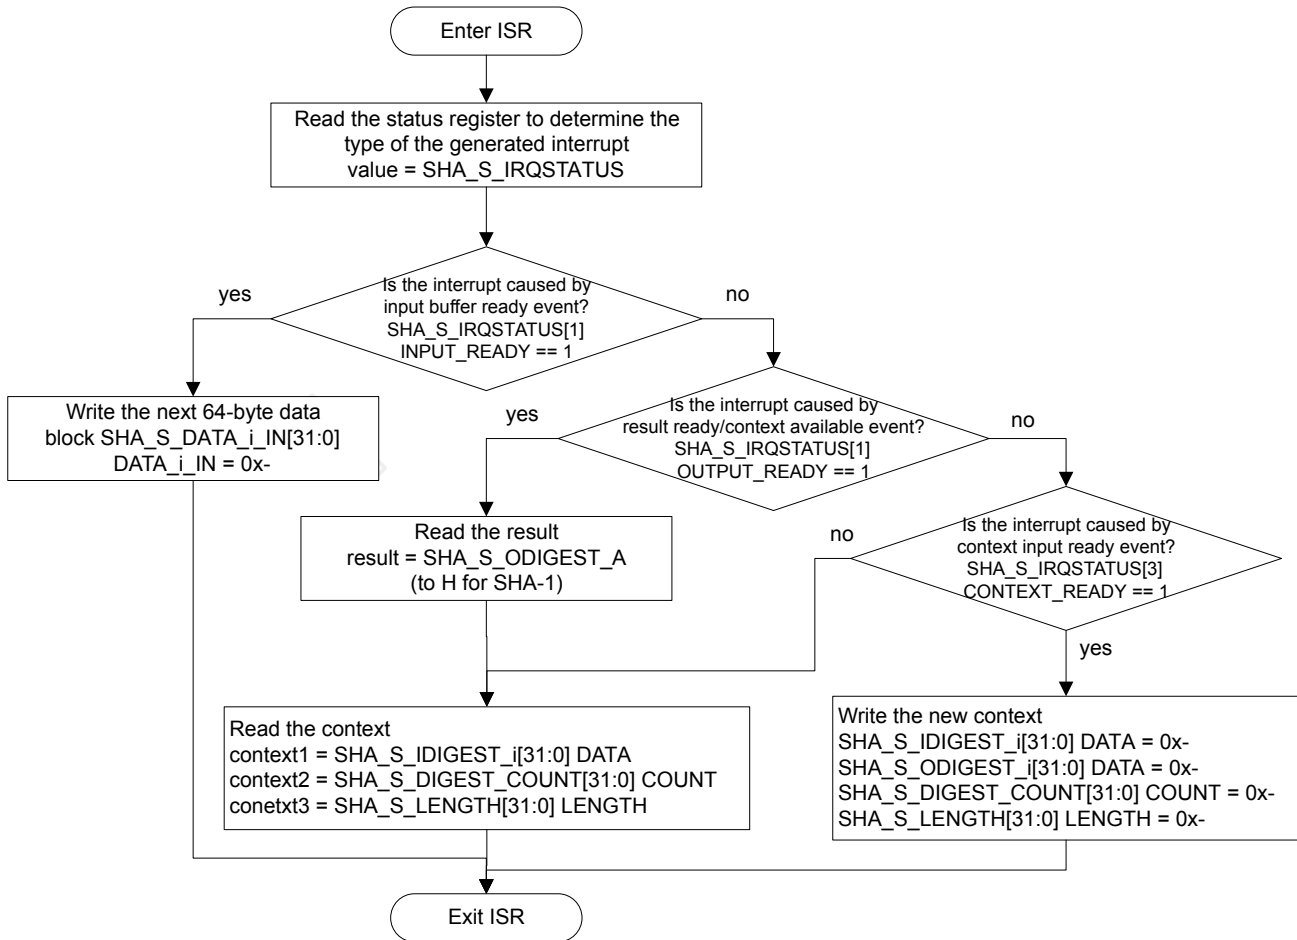 Enter ISR
Read the status register to determine the
type of the generated interrupt
value = SHA_S_IRQSTATUS
Is the interrupt caused by
input buffer ready event?
SHA_S_IRQSTATUS[1]
INPUT_READY == 1
yes
no
Write the next 64-byte data
block SHA_S_DATA_i_IN[31:0]
DATA_i_IN = 0x-
Is the interrupt caused by
result ready/context available event?
SHA_S_IRQSTATUS[1]
OUTPUT_READY == 1
yes
no
Read the result
result = SHA_S_ODIGEST_A
(to H for SHA-1)
Is the interrupt caused by
context input ready event?
SHA_S_IRQSTATUS[3]
CONTEXT_READY == 1
no
yes
Read the context
context1 = SHA_S_IDIGEST_i[31:0] DATA
context2 = SHA_S_DIGEST_COUNT[31:0] COUNT
conetxt3 = SHA_S_LENGTH[31:0] LENGTH
Write the new context
SHA_S_IDIGEST_i[31:0] DATA = 0x-
SHA_S_ODIGEST_i[31:0] DATA = 0x-
SHA_S_DIGEST_COUNT[31:0] COUNT = 0x-
SHA_S_LENGTH[31:0] LENGTH = 0x-
Exit ISR